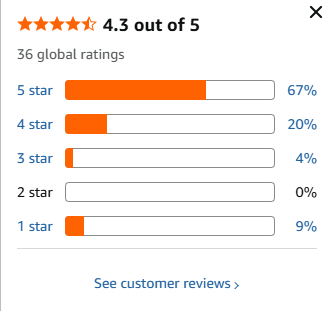 4.3 out of 5
36 global ratings
5 star 67%
4 star 20%
3 star 4%
2 star 0%
1 star 9%
See customer reviews ›